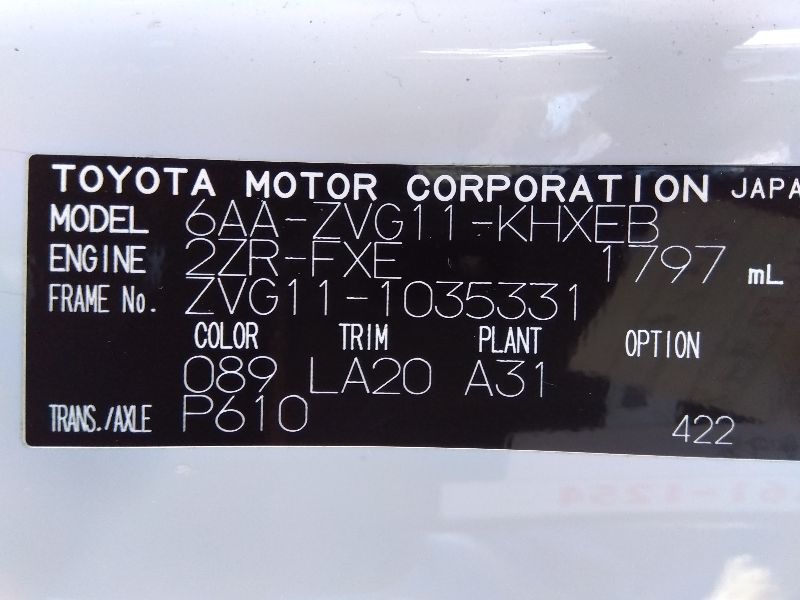 TOYOTA MOTOR CORPORATION JAPA
MODEL 6AA-ZVG11-KHXEB
ENGINE 2ZR-FXE 1797 mL
FRAME No. ZVG11-1035331
COLOR TRIM PLANT OPTION
089 LA20 A31
TRANS./AXLE P610
422